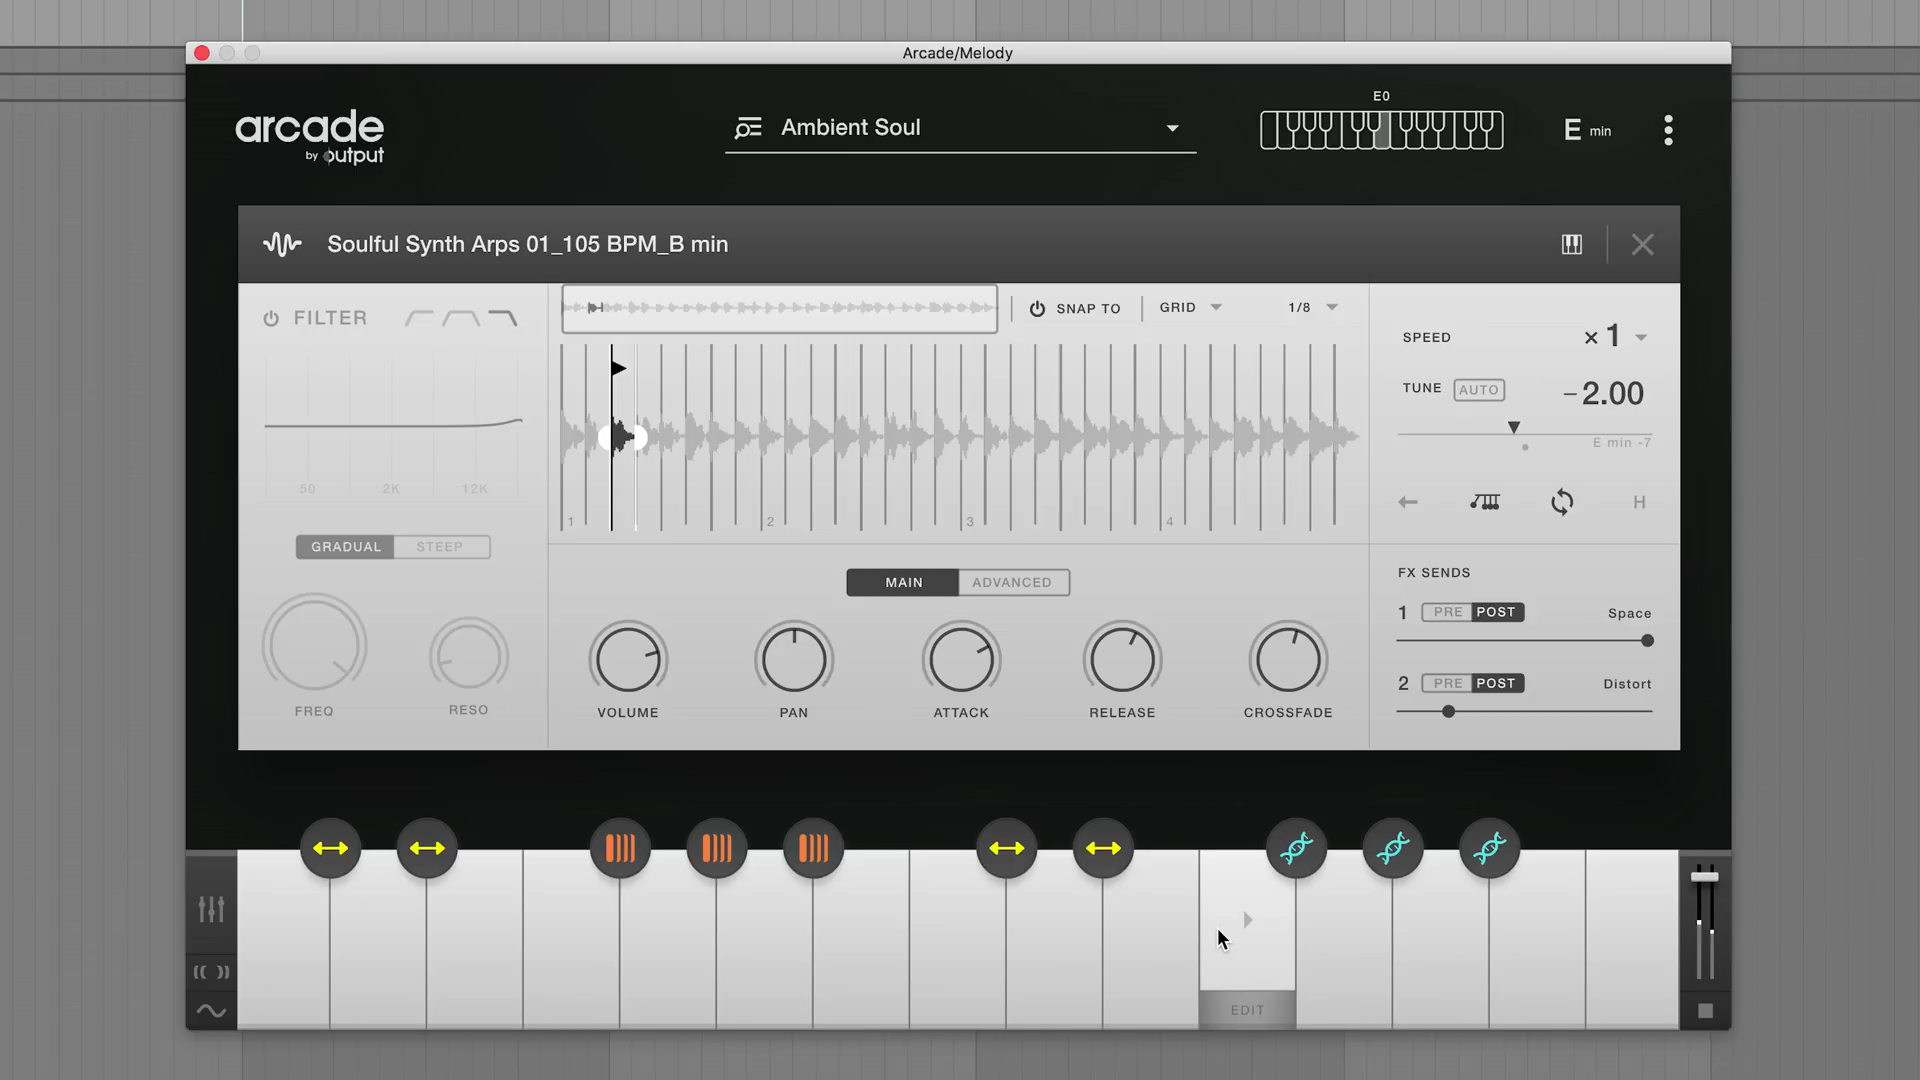 Arcade/Melody
arcade
by output
Ambient Soul
E0
E min
Soulful Synth Arps 01_105 BPM_B min
FILTER
SNAP TO
GRID
1/8
SPEED
× 1
TUNE AUTO
-2.00
E min -7
50 2K 12K
1 2 3 4
H
GRADUAL STEEP
MAIN ADVANCED
FX SENDS
1 PRE POST Space
2 PRE POST Distort
FREQ
RESO
VOLUME
PAN
ATTACK
RELEASE
CROSSFADE
EDIT